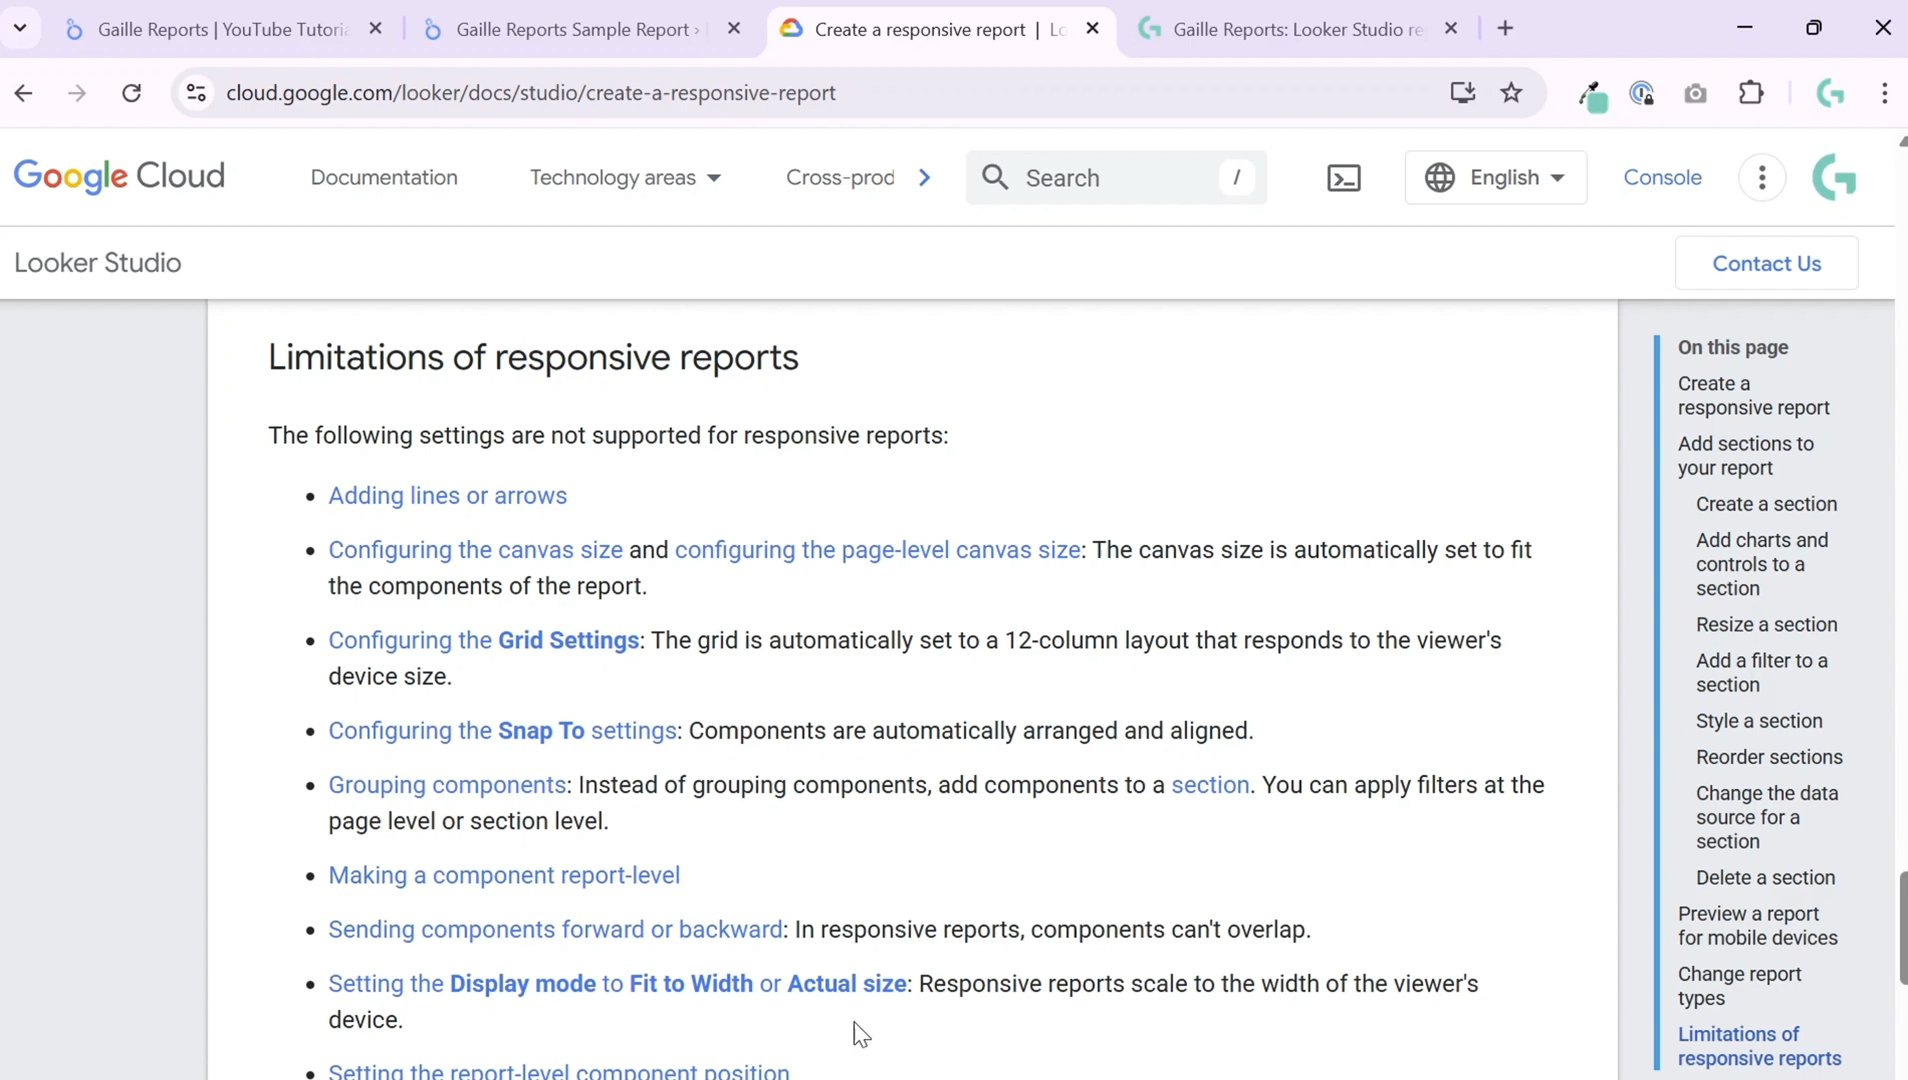 Gaille Reports | YouTube Tutoria
Gaille Reports Sample Report ›
Create a responsive report | Lo
Gaille Reports: Looker Studio re
cloud.google.com/looker/docs/studio/create-a-responsive-report
Google Cloud
Documentation
Technology areas
Cross-prod
Search
/
English
Console
Looker Studio
Contact Us
Limitations of responsive reports
The following settings are not supported for responsive reports:
• Adding lines or arrows
• Configuring the canvas size and configuring the page-level canvas size: The canvas size is automatically set to fit
the components of the report.
• Configuring the Grid Settings: The grid is automatically set to a 12-column layout that responds to the viewer's
device size.
• Configuring the Snap To settings: Components are automatically arranged and aligned.
• Grouping components: Instead of grouping components, add components to a section. You can apply filters at the
page level or section level.
• Making a component report-level
• Sending components forward or backward: In responsive reports, components can't overlap.
• Setting the Display mode to Fit to Width or Actual size: Responsive reports scale to the width of the viewer's
device.
• Setting the report-level component position
On this page
Create a
responsive report
Add sections to
your report
Create a section
Add charts and
controls to a
section
Resize a section
Add a filter to a
section
Style a section
Reorder sections
Change the data
source for a
section
Delete a section
Preview a report
for mobile devices
Change report
types
Limitations of
responsive reports